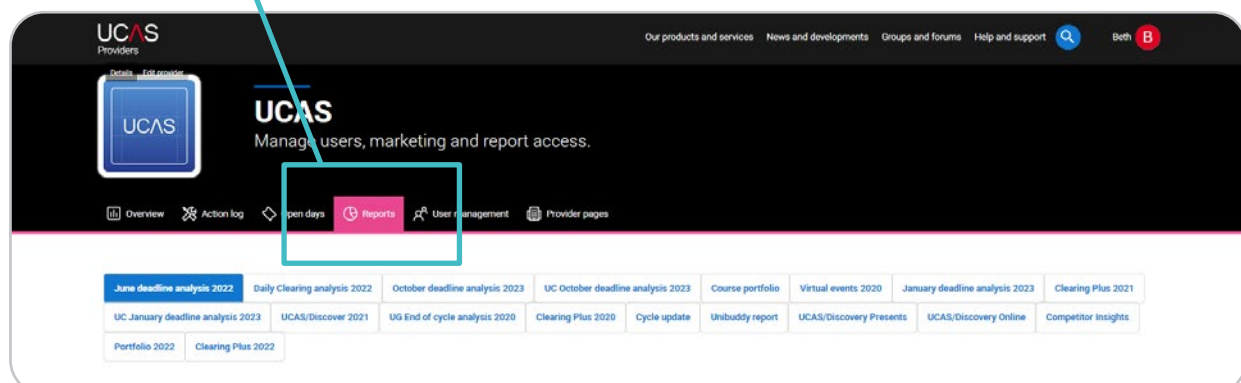 UCAS
Providers
Our products and services News and developments Groups and forums Help and support Beth B
Details Edit provider
UCAS
UCAS
Manage users, marketing and report access.
Overview Action log Open days Reports User management Provider pages
June deadline analysis 2022 Daily Clearing analysis 2022 October deadline analysis 2023 UC October deadline analysis 2023 Course portfolio Virtual events 2020 January deadline analysis 2023 Clearing Plus 2021
UC January deadline analysis 2023 UCAS/Discover 2021 UG End of cycle analysis 2020 Clearing Plus 2020 Cycle update Unibuddy report UCAS/Discovery Presents UCAS/Discovery Online Competitor Insights
Portfolio 2022 Clearing Plus 2022